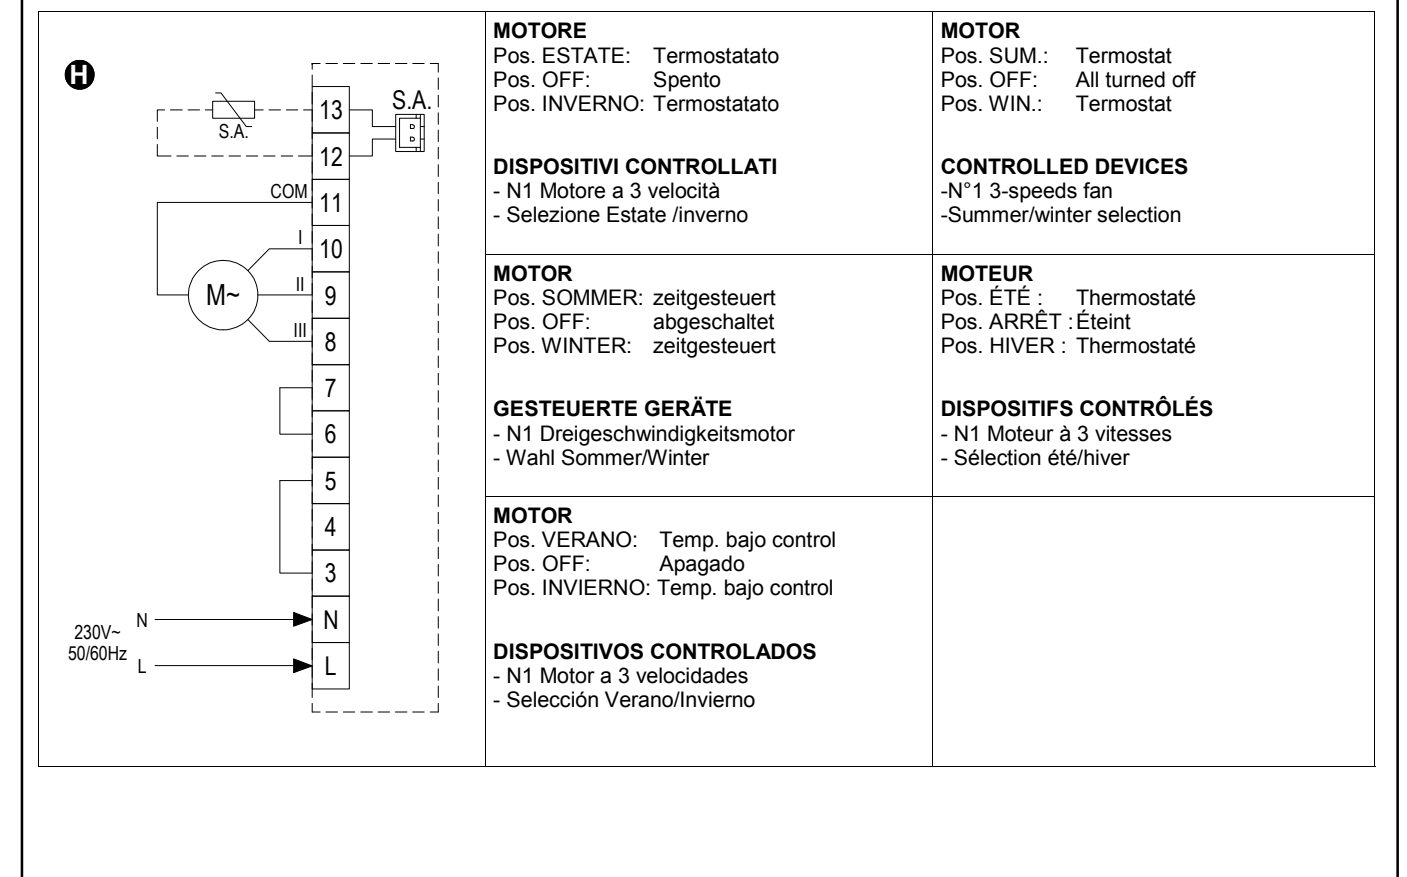 H
S.A.
S.A.
13
12
COM
11
I
10
M~
II
9
III
8
7
6
5
4
3
N
N
230V~
50/60Hz
L
L
MOTORE
Pos. ESTATE: Termostatato
Pos. OFF: Spento
Pos. INVERNO: Termostatato
DISPOSITIVI CONTROLLATI
- N1 Motore a 3 velocità
- Selezione Estate /inverno
MOTOR
Pos. SUM.: Termostat
Pos. OFF: All turned off
Pos. WIN.: Termostat
CONTROLLED DEVICES
-N°1 3-speeds fan
-Summer/winter selection
MOTOR
Pos. SOMMER: zeitgesteuert
Pos. OFF: abgeschaltet
Pos. WINTER: zeitgesteuert
GESTEUERTE GERÄTE
- N1 Dreigeschwindigkeitsmotor
- Wahl Sommer/Winter
MOTEUR
Pos. ÉTÉ : Thermostaté
Pos. ARRÊT : Éteint
Pos. HIVER : Thermostaté
DISPOSITIFS CONTRÔLÉS
- N1 Moteur à 3 vitesses
- Sélection été/hiver
MOTOR
Pos. VERANO: Temp. bajo control
Pos. OFF: Apagado
Pos. INVIERNO: Temp. bajo control
DISPOSITIVOS CONTROLADOS
- N1 Motor a 3 velocidades
- Selección Verano/Invierno